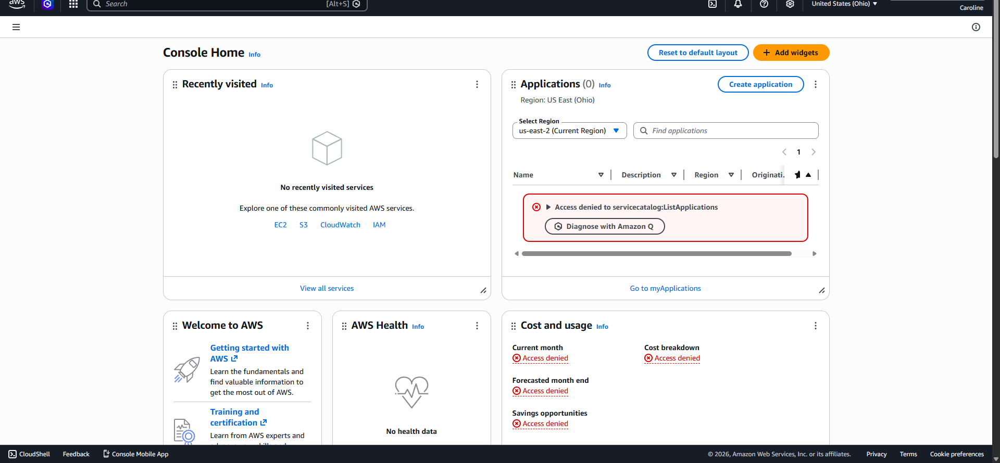 aws
Search [Alt+S]
United States (Ohio)
Caroline
Console Home Info
Reset to default layout
Add widgets
Recently visited Info
No recently visited services
Explore one of these commonly visited AWS services.
EC2 S3 CloudWatch IAM
View all services
Applications (0) Info
Create application
Region: US East (Ohio)
Select Region
us-east-2 (Current Region)
Find applications
1
Name Description Region Originati.
Access denied to servicecatalog:ListApplications
Diagnose with Amazon Q
Go to myApplications
Welcome to AWS
Getting started with
AWS
Learn the fundamentals and
find valuable information to
get the most out of AWS.
Training and
certification
Learn from AWS experts and
AWS Health Info
No health data
Cost and usage Info
Current month
Access denied
Cost breakdown
Access denied
Forecasted month end
Access denied
Savings opportunities
Access denied
CloudShell Feedback Console Mobile App
© 2026, Amazon Web Services, Inc. or its affiliates. Privacy Terms Cookie preferences